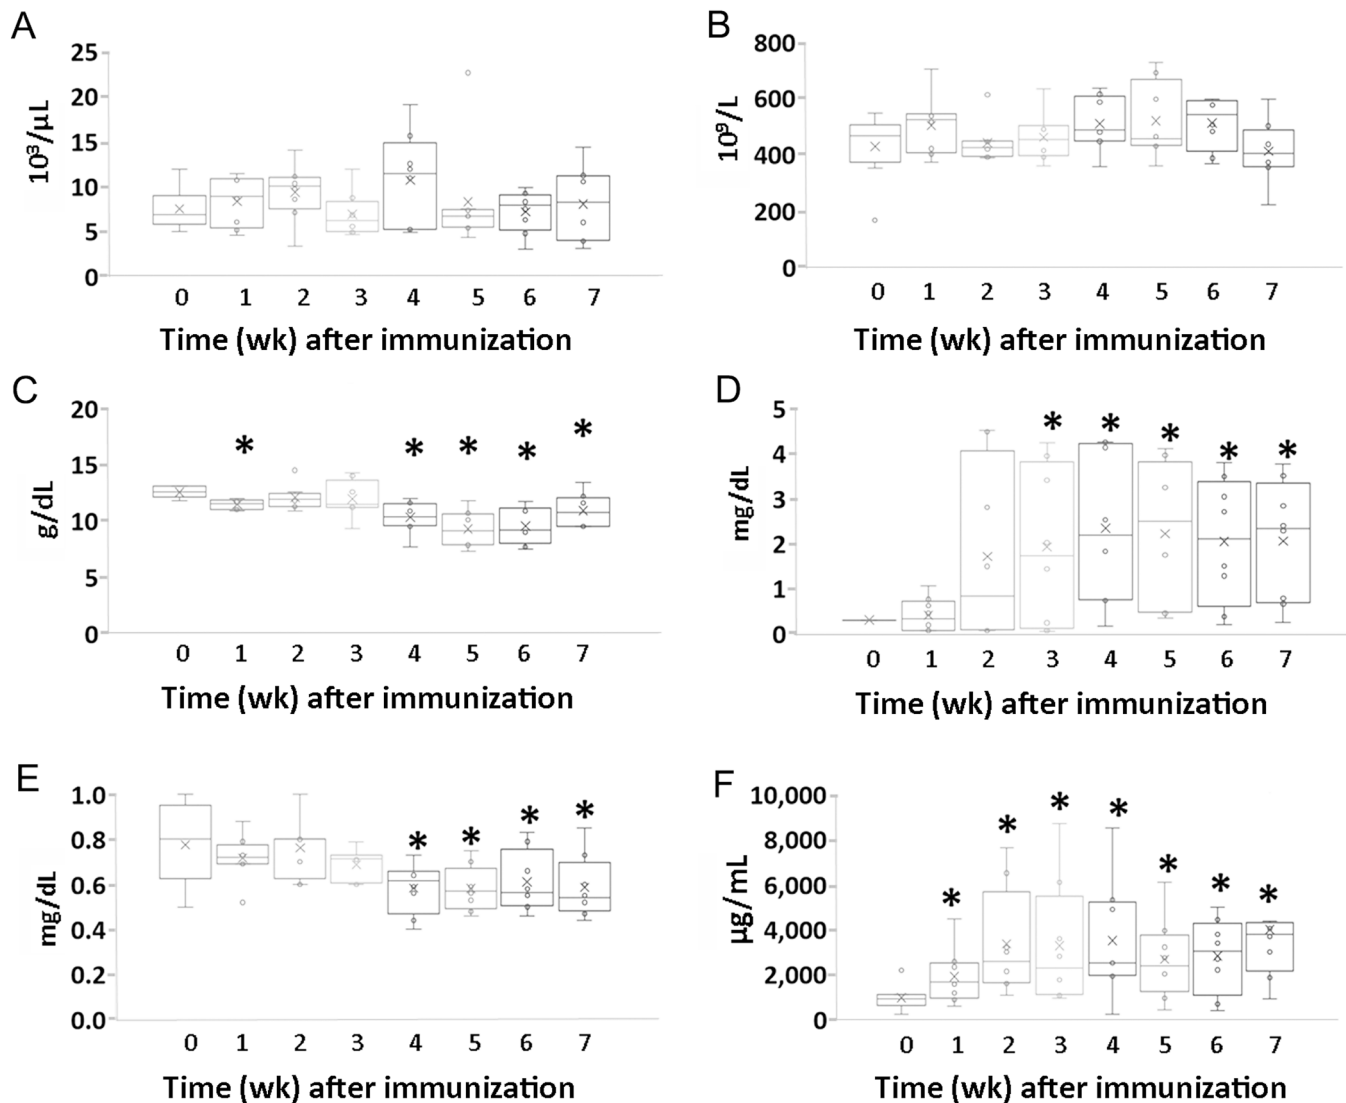 A
25
20
15
10
5
0
10³/µL
0 1 2 3 4 5 6 7
Time (wk) after immunization
B
800
600
400
200
0
10⁹/L
0 1 2 3 4 5 6 7
Time (wk) after immunization
C
20
15
10
5
0
g/dL
* * * * *
0 1 2 3 4 5 6 7
Time (wk) after immunization
D
5
4
3
2
1
0
mg/dL
* * * * *
0 1 2 3 4 5 6 7
Time (wk) after immunization
E
1.0
0.8
0.6
0.4
0.2
0.0
mg/dL
* * * *
0 1 2 3 4 5 6 7
Time (wk) after immunization
F
10,000
8,000
6,000
4,000
2,000
0
µg/mL
* * * * * * *
0 1 2 3 4 5 6 7
Time (wk) after immunization